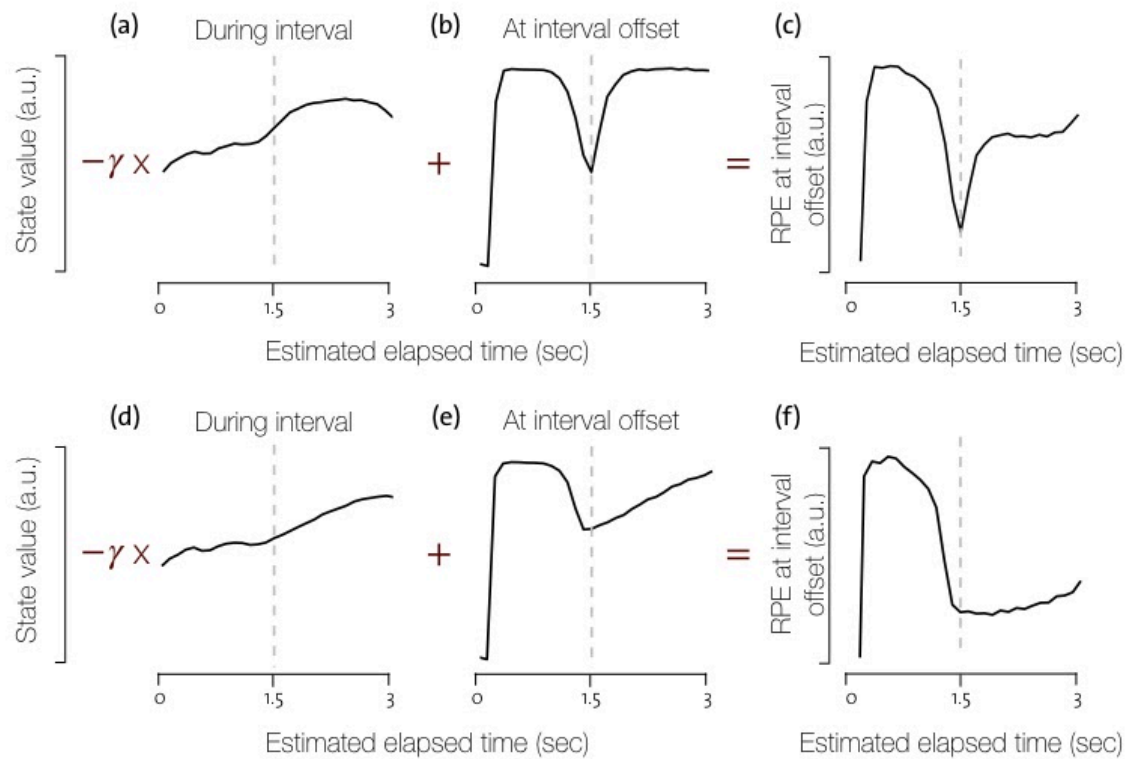 (a)
During interval
(b)
At interval offset
(c)
State value (a.u.)
−γ ×
+
=
RPE at interval
offset (a.u.)
0 1.5 3
0 1.5 3
0 1.5 3
Estimated elapsed time (sec)
Estimated elapsed time (sec)
(d)
During interval
(e)
At interval offset
(f)
State value (a.u.)
−γ ×
+
=
RPE at interval
offset (a.u.)
0 1.5 3
0 1.5 3
0 1.5 3
Estimated elapsed time (sec)
Estimated elapsed time (sec)